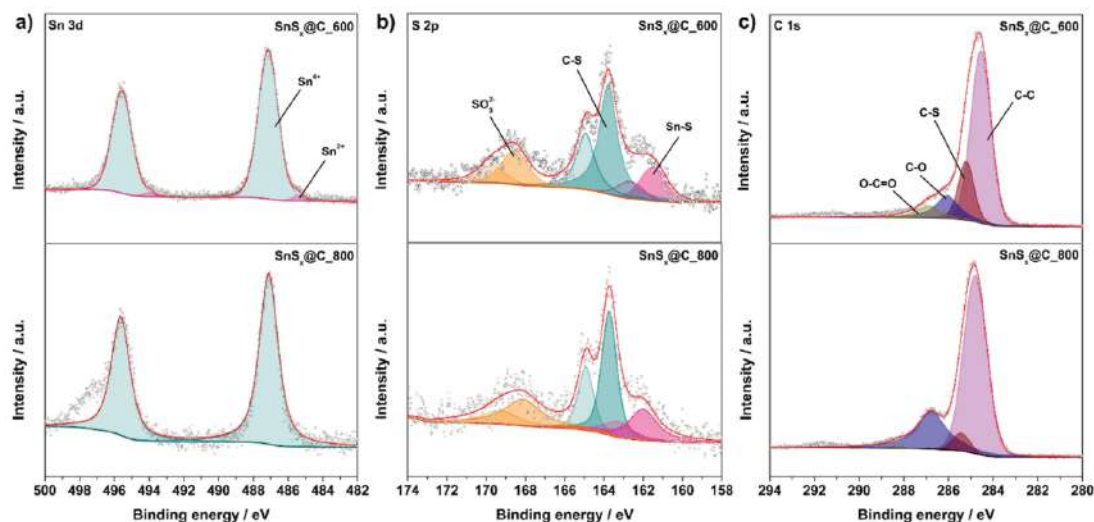 a) Sn 3d SnSₓ@C_600
Sn⁴⁺
Sn²⁺
Intensity / a.u.
SnSₓ@C_800
Intensity / a.u.
500 498 496 494 492 490 488 486 484 482
Binding energy / eV
b) S 2p SnSₓ@C_600
C-S
SO₃²⁻
Sn-S
Intensity / a.u.
SnSₓ@C_800
Intensity / a.u.
174 172 170 168 166 164 162 160 158
Binding energy / eV
c) C 1s SnSₓ@C_600
C-C
C-S
C-O
O-C=O
Intensity / a.u.
SnSₓ@C_800
Intensity / a.u.
294 292 290 288 286 284 282 280
Binding energy / eV